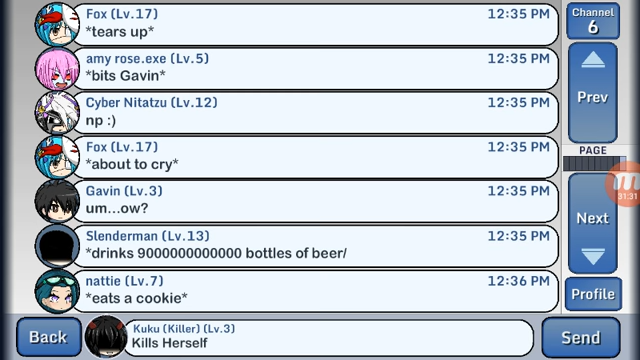 Fox (Lv.17) 12:35 PM
*tears up*
amy rose.exe (Lv.5) 12:35 PM
*bits Gavin*
Cyber Nitatzu (Lv.12) 12:35 PM
np :)
Fox (Lv.17) 12:35 PM
*about to cry*
Gavin (Lv.3) 12:35 PM
um...ow?
Slenderman (Lv.13) 12:35 PM
*drinks 9000000000000 bottles of beer/
nattie (Lv.7) 12:36 PM
*eats a cookie*
Channel
6
Prev
PAGE
31:31
Next
Profile
Back
Kuku (Killer) (Lv.3)
Kills Herself
Send